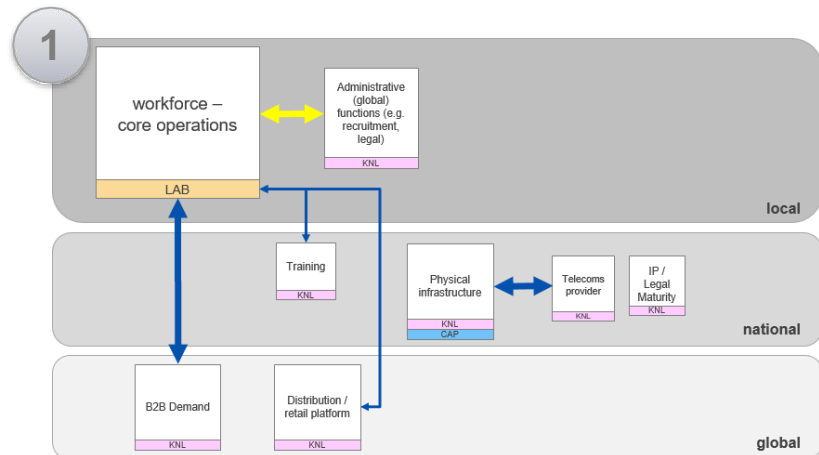 1
workforce –
core operations
LAB
Administrative
(global)
functions (e.g.
recruitment,
legal)
KNL
local
Training
KNL
Physical
infrastructure
KNL
CAP
Telecoms
provider
KNL
IP /
Legal
Maturity
KNL
national
B2B Demand
KNL
Distribution /
retail platform
KNL
global